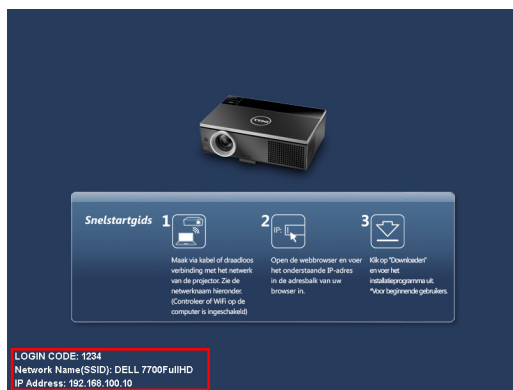 DELL
Snelstartgids
1
Maak via kabel of draadloos
verbinding met het netwerk
van de projector. Zie de
netwerknaam hieronder.
(Controleer of WiFi op de
computer is ingeschakeld)
2
IP:
Open de webbrowser en voer
het onderstaande IP-adres
in de adresbalk van uw
browser in.
3
Klik op "Downloaden"
en voer het
installatieprogramma uit.
*Voor beginnende gebruikers.
LOGIN CODE: 1234
Network Name(SSID): DELL 7700FullHD
IP Address: 192.168.100.10